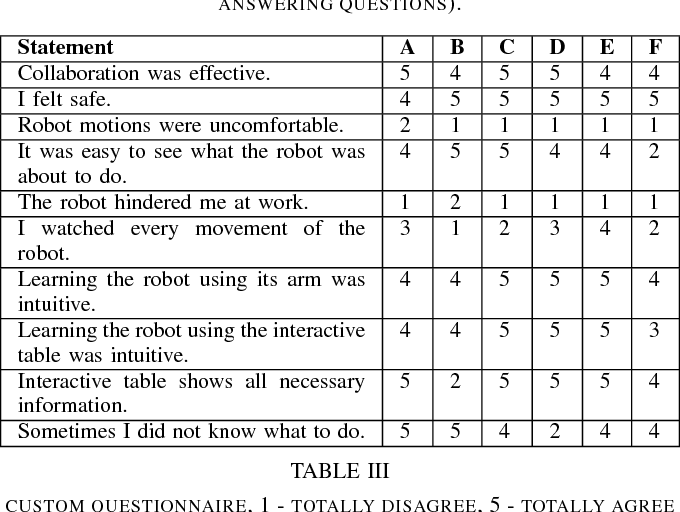 ANSWERING QUESTIONS).
Statement A B C D E F
Collaboration was effective. 5 4 5 5 4 4
I felt safe. 4 5 5 5 5 5
Robot motions were uncomfortable. 2 1 1 1 1 1
It was easy to see what the robot was 4 5 5 4 4 2
about to do.
The robot hindered me at work. 1 2 1 1 1 1
I watched every movement of the 3 1 2 3 4 2
robot.
Learning the robot using its arm was 4 4 5 5 5 4
intuitive.
Learning the robot using the interactive 4 4 5 5 5 3
table was intuitive.
Interactive table shows all necessary 5 2 5 5 5 4
information.
Sometimes I did not know what to do. 5 5 4 2 4 4
TABLE III
CUSTOM QUESTIONNAIRE, 1 - TOTALLY DISAGREE, 5 - TOTALLY AGREE